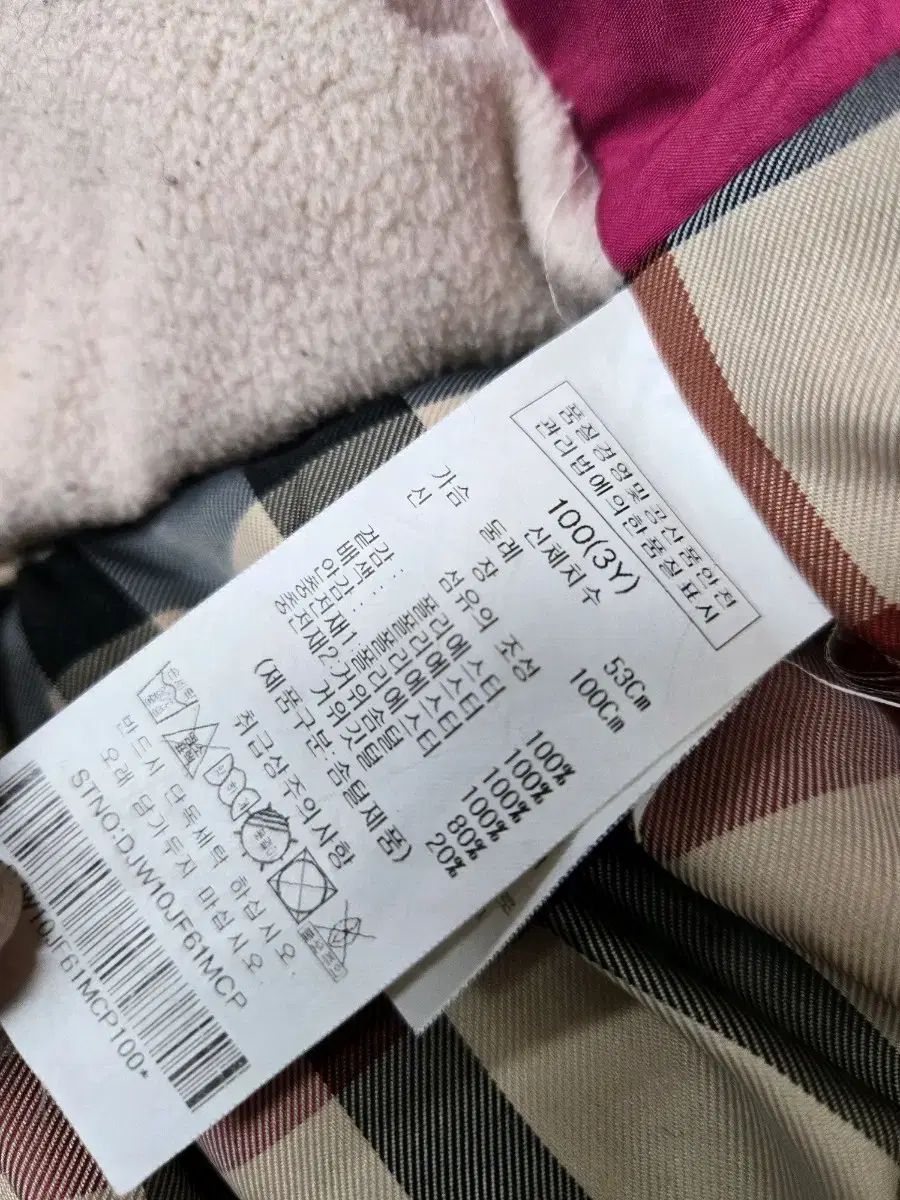 품질경영및공산품안전
관리법에의한품질표시
100(3Y)
신체치수
가슴 둘레 53Cm
신 장 100Cm
섬유의 조성
겉감 : 폴리에스터 100%
배색 : 폴리에스터 100%
안감 : 폴리에스터 100%
충전재1:폴리에스터 100%
충전재2:거위솜털 80%
거위깃털 20%
(제품구분:솜털제품)
취급상주의사항
반드시 단독세탁 하십시오.
오래 담가두지 마십시오.
STNO:DJW10JF61MCP
10JF61MCP100*